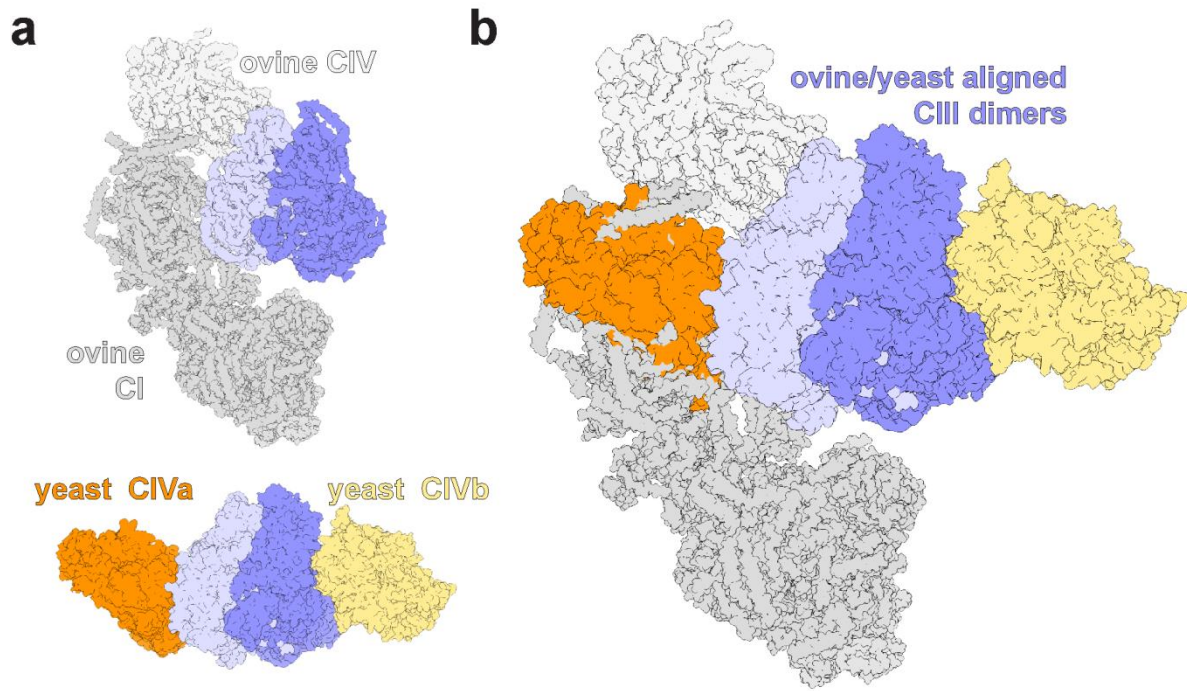 a
ovine CIV
ovine
CI
yeast CIVa
yeast CIVb
b
ovine/yeast aligned
CIII dimers